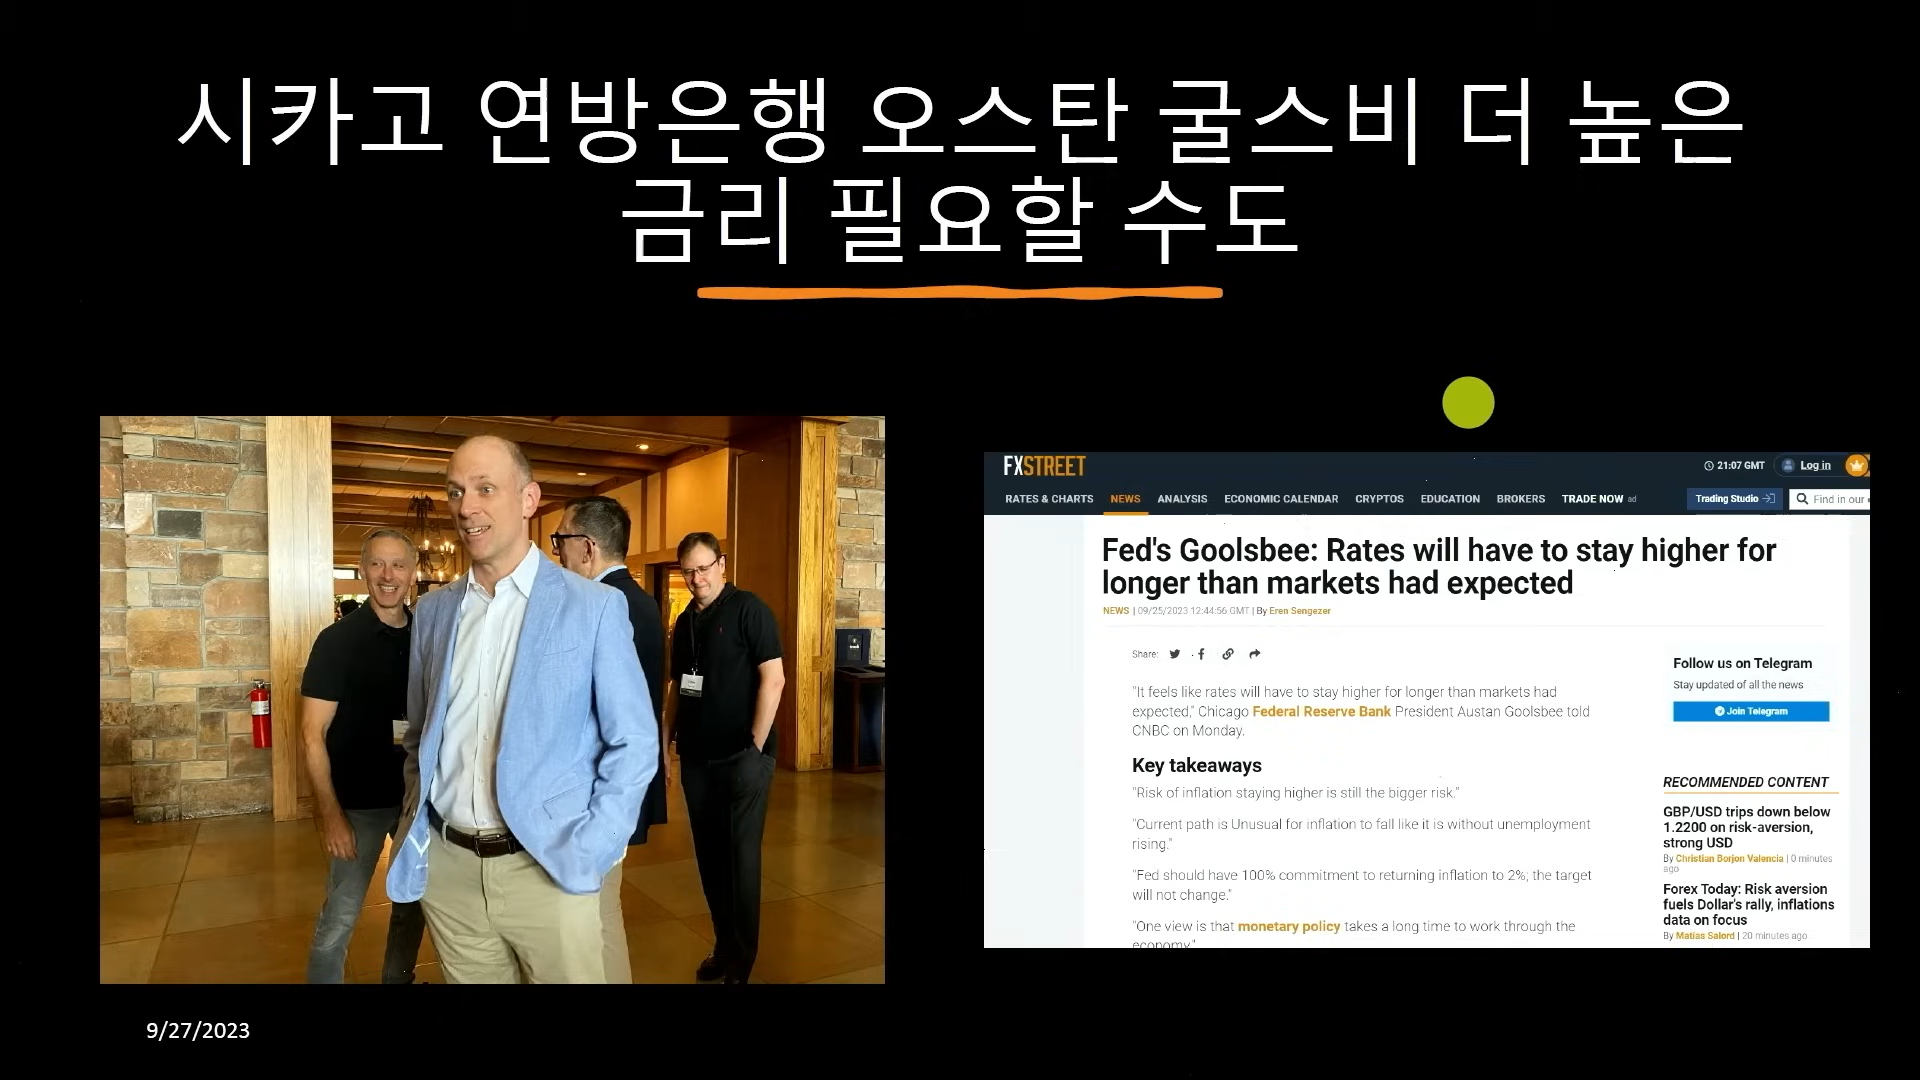 시카고 연방은행 오스탄 굴스비 더 높은
금리 필요할 수도
FXSTREET
21:07 GMT
Log in
RATES & CHARTS NEWS ANALYSIS ECONOMIC CALENDAR CRYPTOS EDUCATION BROKERS TRADE NOW ad
Trading Studio
Find in our
Fed's Goolsbee: Rates will have to stay higher for
longer than markets had expected
NEWS | 09/25/2023 12:44:56 GMT | By Eren Sengezer
Share:
"It feels like rates will have to stay higher for longer than markets had
expected," Chicago Federal Reserve Bank President Austan Goolsbee told
CNBC on Monday.
Key takeaways
"Risk of inflation staying higher is still the bigger risk."
"Current path is Unusual for inflation to fall like it is without unemployment
rising."
"Fed should have 100% commitment to returning inflation to 2%; the target
will not change."
"One view is that monetary policy takes a long time to work through the
economy."
Follow us on Telegram
Stay updated of all the news
Join Telegram
RECOMMENDED CONTENT
GBP/USD trips down below
1.2200 on risk-aversion,
strong USD
By Christian Borjon Valencia | 0 minutes
ago
Forex Today: Risk aversion
fuels Dollar's rally, inflations
data on focus
By Matías Salord | 20 minutes ago
9/27/2023